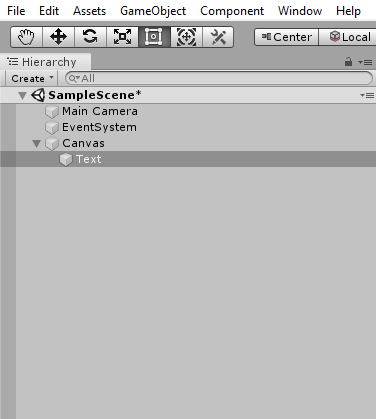 File Edit Assets GameObject Component Window Help
Center Local
Hierarchy
Create All
SampleScene*
Main Camera
EventSystem
Canvas
Text